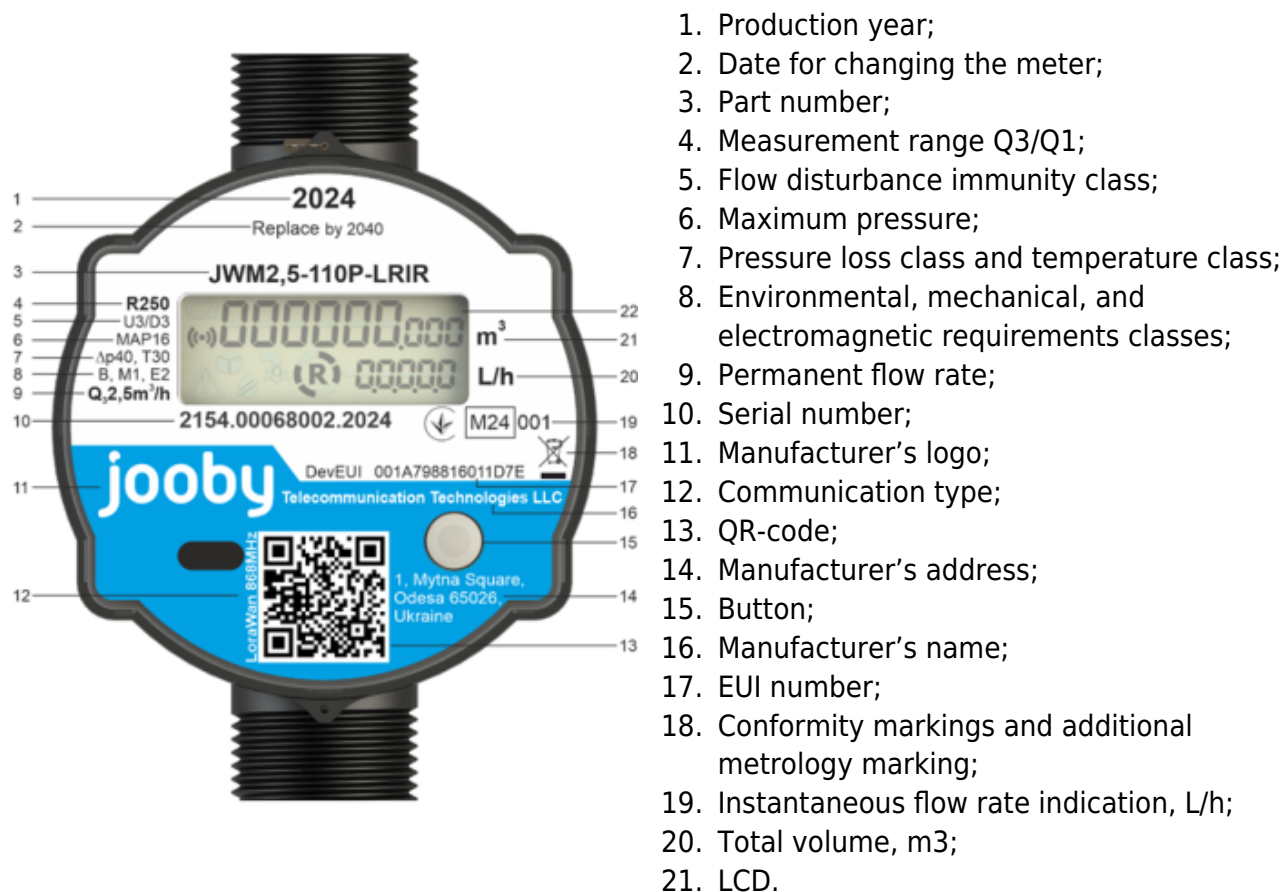 2024
Replace by 2040
JWM2,5-110P-LRIR
R250
U3/D3
MAP16
Δp40, T30
B, M1, E2
Q₃2,5m³/h
000000,000 m³
R
0.0.0.0.0 L/h
2154.00068002.2024
M24 001
jooby
DevEUI 001A798816011D7E
Telecommunication Technologies LLC
LoraWan 868MHz
1, Mytna Square,
Odesa 65026,
Ukraine
1
2
3
4
5
6
7
8
9
10
11
12
22
21
20
19
18
17
16
15
14
13
1. Production year;
2. Date for changing the meter;
3. Part number;
4. Measurement range Q3/Q1;
5. Flow disturbance immunity class;
6. Maximum pressure;
7. Pressure loss class and temperature class;
8. Environmental, mechanical, and
electromagnetic requirements classes;
9. Permanent flow rate;
10. Serial number;
11. Manufacturer’s logo;
12. Communication type;
13. QR-code;
14. Manufacturer’s address;
15. Button;
16. Manufacturer’s name;
17. EUI number;
18. Conformity markings and additional
metrology marking;
19. Instantaneous flow rate indication, L/h;
20. Total volume, m3;
21. LCD.